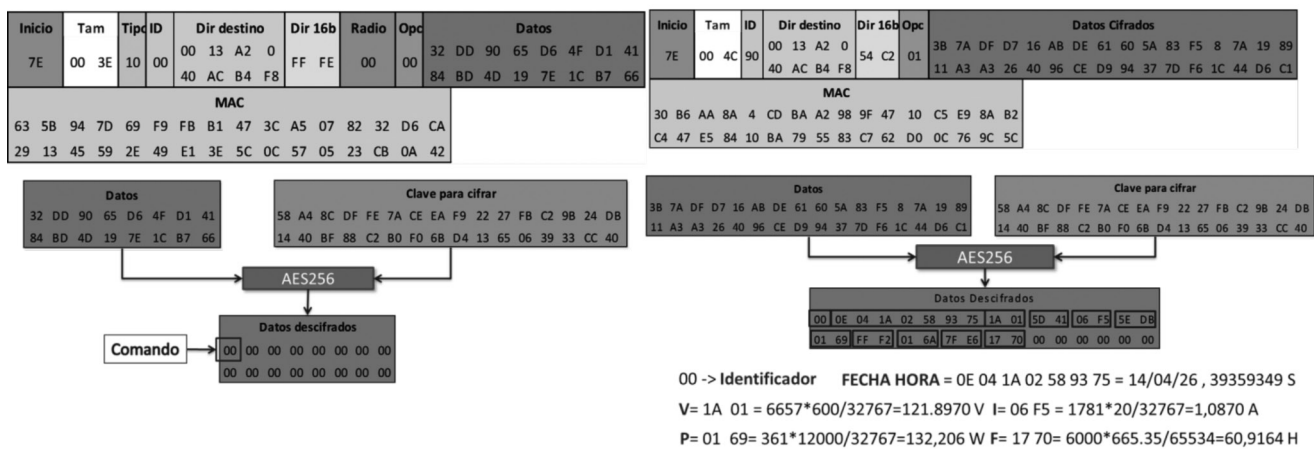 Inicio Tam Tipo ID Dir destino Dir 16b Radio Opc Datos
7E 00 3E 10 00 00 13 A2 0 FF FE 00 00 32 DD 90 65 D6 4F D1 41
40 AC B4 F8 84 BD 4D 19 7E 1C B7 66
MAC
63 5B 94 7D 69 F9 FB B1 47 3C A5 07 82 32 D6 CA
29 13 45 59 2E 49 E1 3E 5C 0C 57 05 23 CB 0A 42
Datos
32 DD 90 65 D6 4F D1 41
84 BD 4D 19 7E 1C B7 66
Clave para cifrar
58 A4 8C DF FE 7A CE EA F9 22 27 FB C2 9B 24 DB
14 40 BF 88 C2 B0 F0 6B D4 13 65 06 39 33 CC 40
AES256
Datos descifrados
Comando
00 00 00 00 00 00 00 00
00 00 00 00 00 00 00 00
Inicio Tam ID Dir destino Dir 16b Opc Datos Cifrados
7E 00 4C 90 00 13 A2 0 54 C2 01 3B 7A DF D7 16 AB DE 61 60 5A 83 F5 8 7A 19 89
40 AC B4 F8 11 A3 A3 26 40 96 CE D9 94 37 7D F6 1C 44 D6 C1
MAC
30 B6 AA 8A 4 CD BA A2 98 9F 47 10 C5 E9 8A B2
C4 47 E5 84 10 BA 79 55 83 C7 62 D0 0C 76 9C 5C
Datos
3B 7A DF D7 16 AB DE 61 60 5A 83 F5 8 7A 19 89
11 A3 A3 26 40 96 CE D9 94 37 7D F6 1C 44 D6 C1
Clave para cifrar
58 A4 8C DF FE 7A CE EA F9 22 27 FB C2 9B 24 DB
14 40 BF 88 C2 B0 F0 6B D4 13 65 06 39 33 CC 40
AES256
Datos Descifrados
00 0E 04 1A 02 58 93 75 1A 01 5D 41 06 F5 5E DB
01 69 FF F2 01 6A 7F E6 17 70 00 00 00 00 00 00
00 -> Identificador FECHA HORA = 0E 04 1A 02 58 93 75 = 14/04/26 , 39359349 S
V= 1A 01 = 6657*600/32767=121.8970 V I= 06 F5 = 1781*20/32767=1,0870 A
P= 01 69= 361*12000/32767=132,206 W F= 17 70= 6000*665.35/65534=60,9164 H